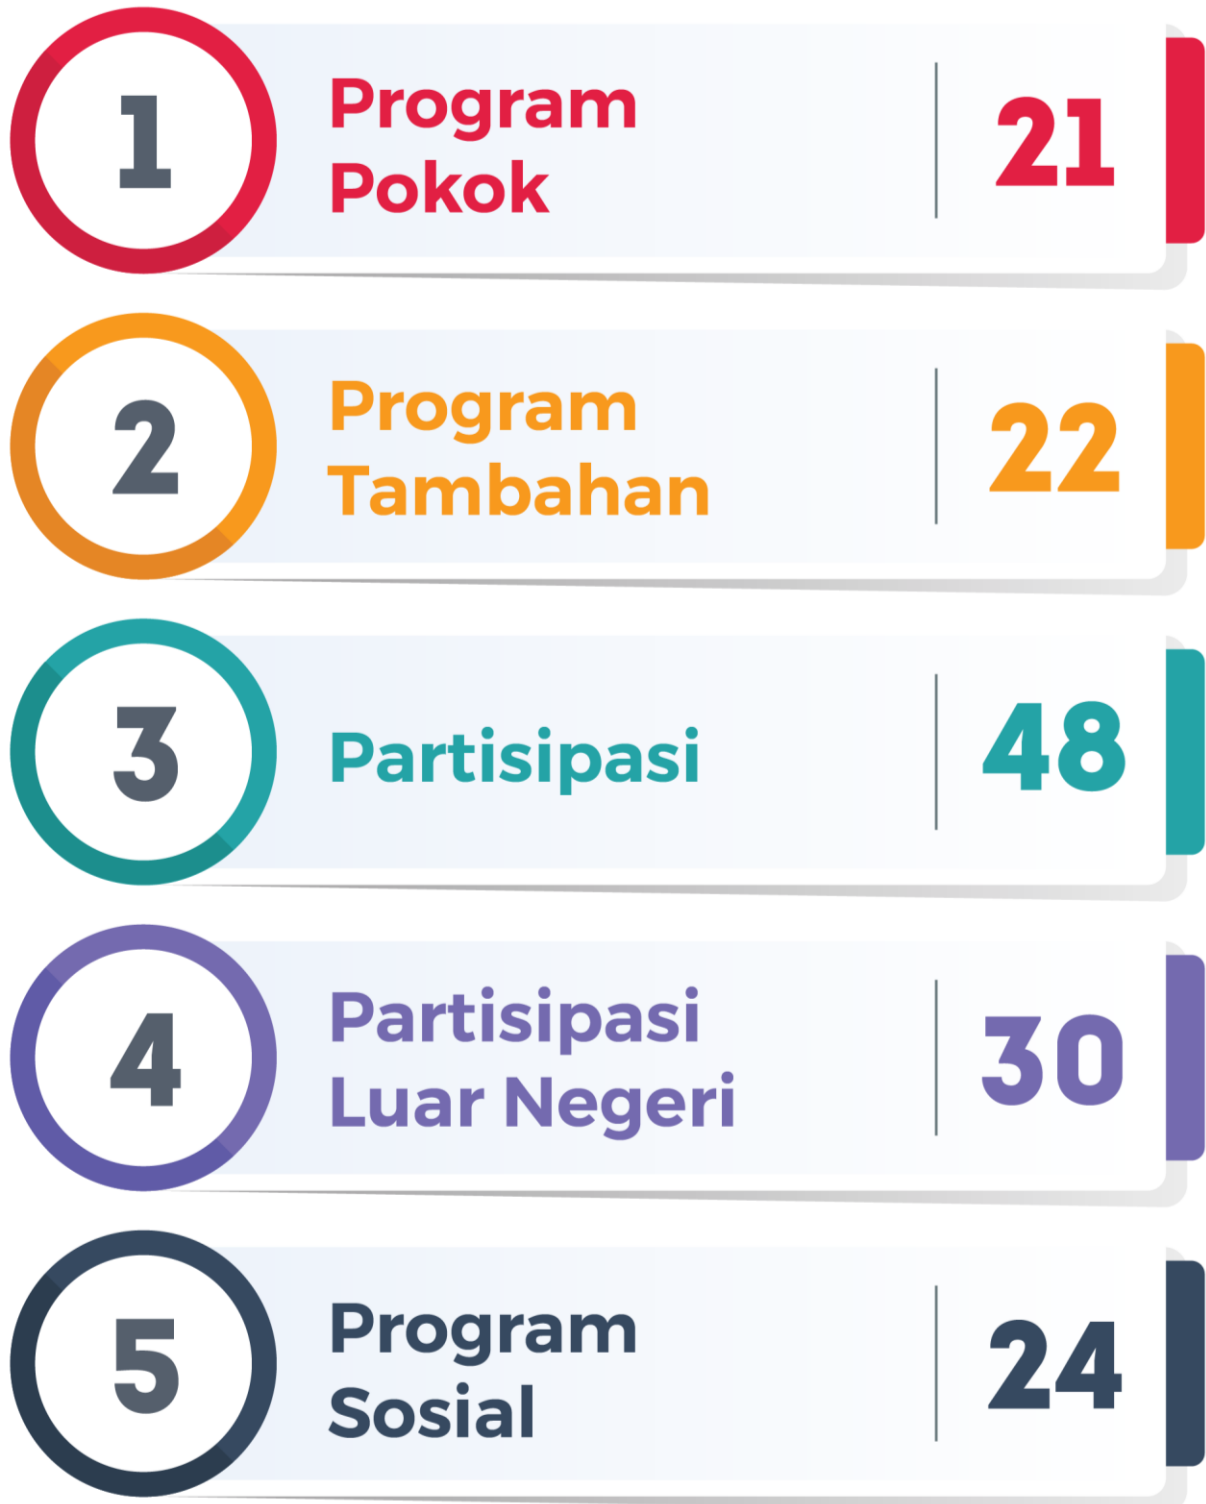 1
Program
Pokok
21
2
Program
Tambahan
22
3
Partisipasi
48
4
Partisipasi
Luar Negeri
30
5
Program
Sosial
24